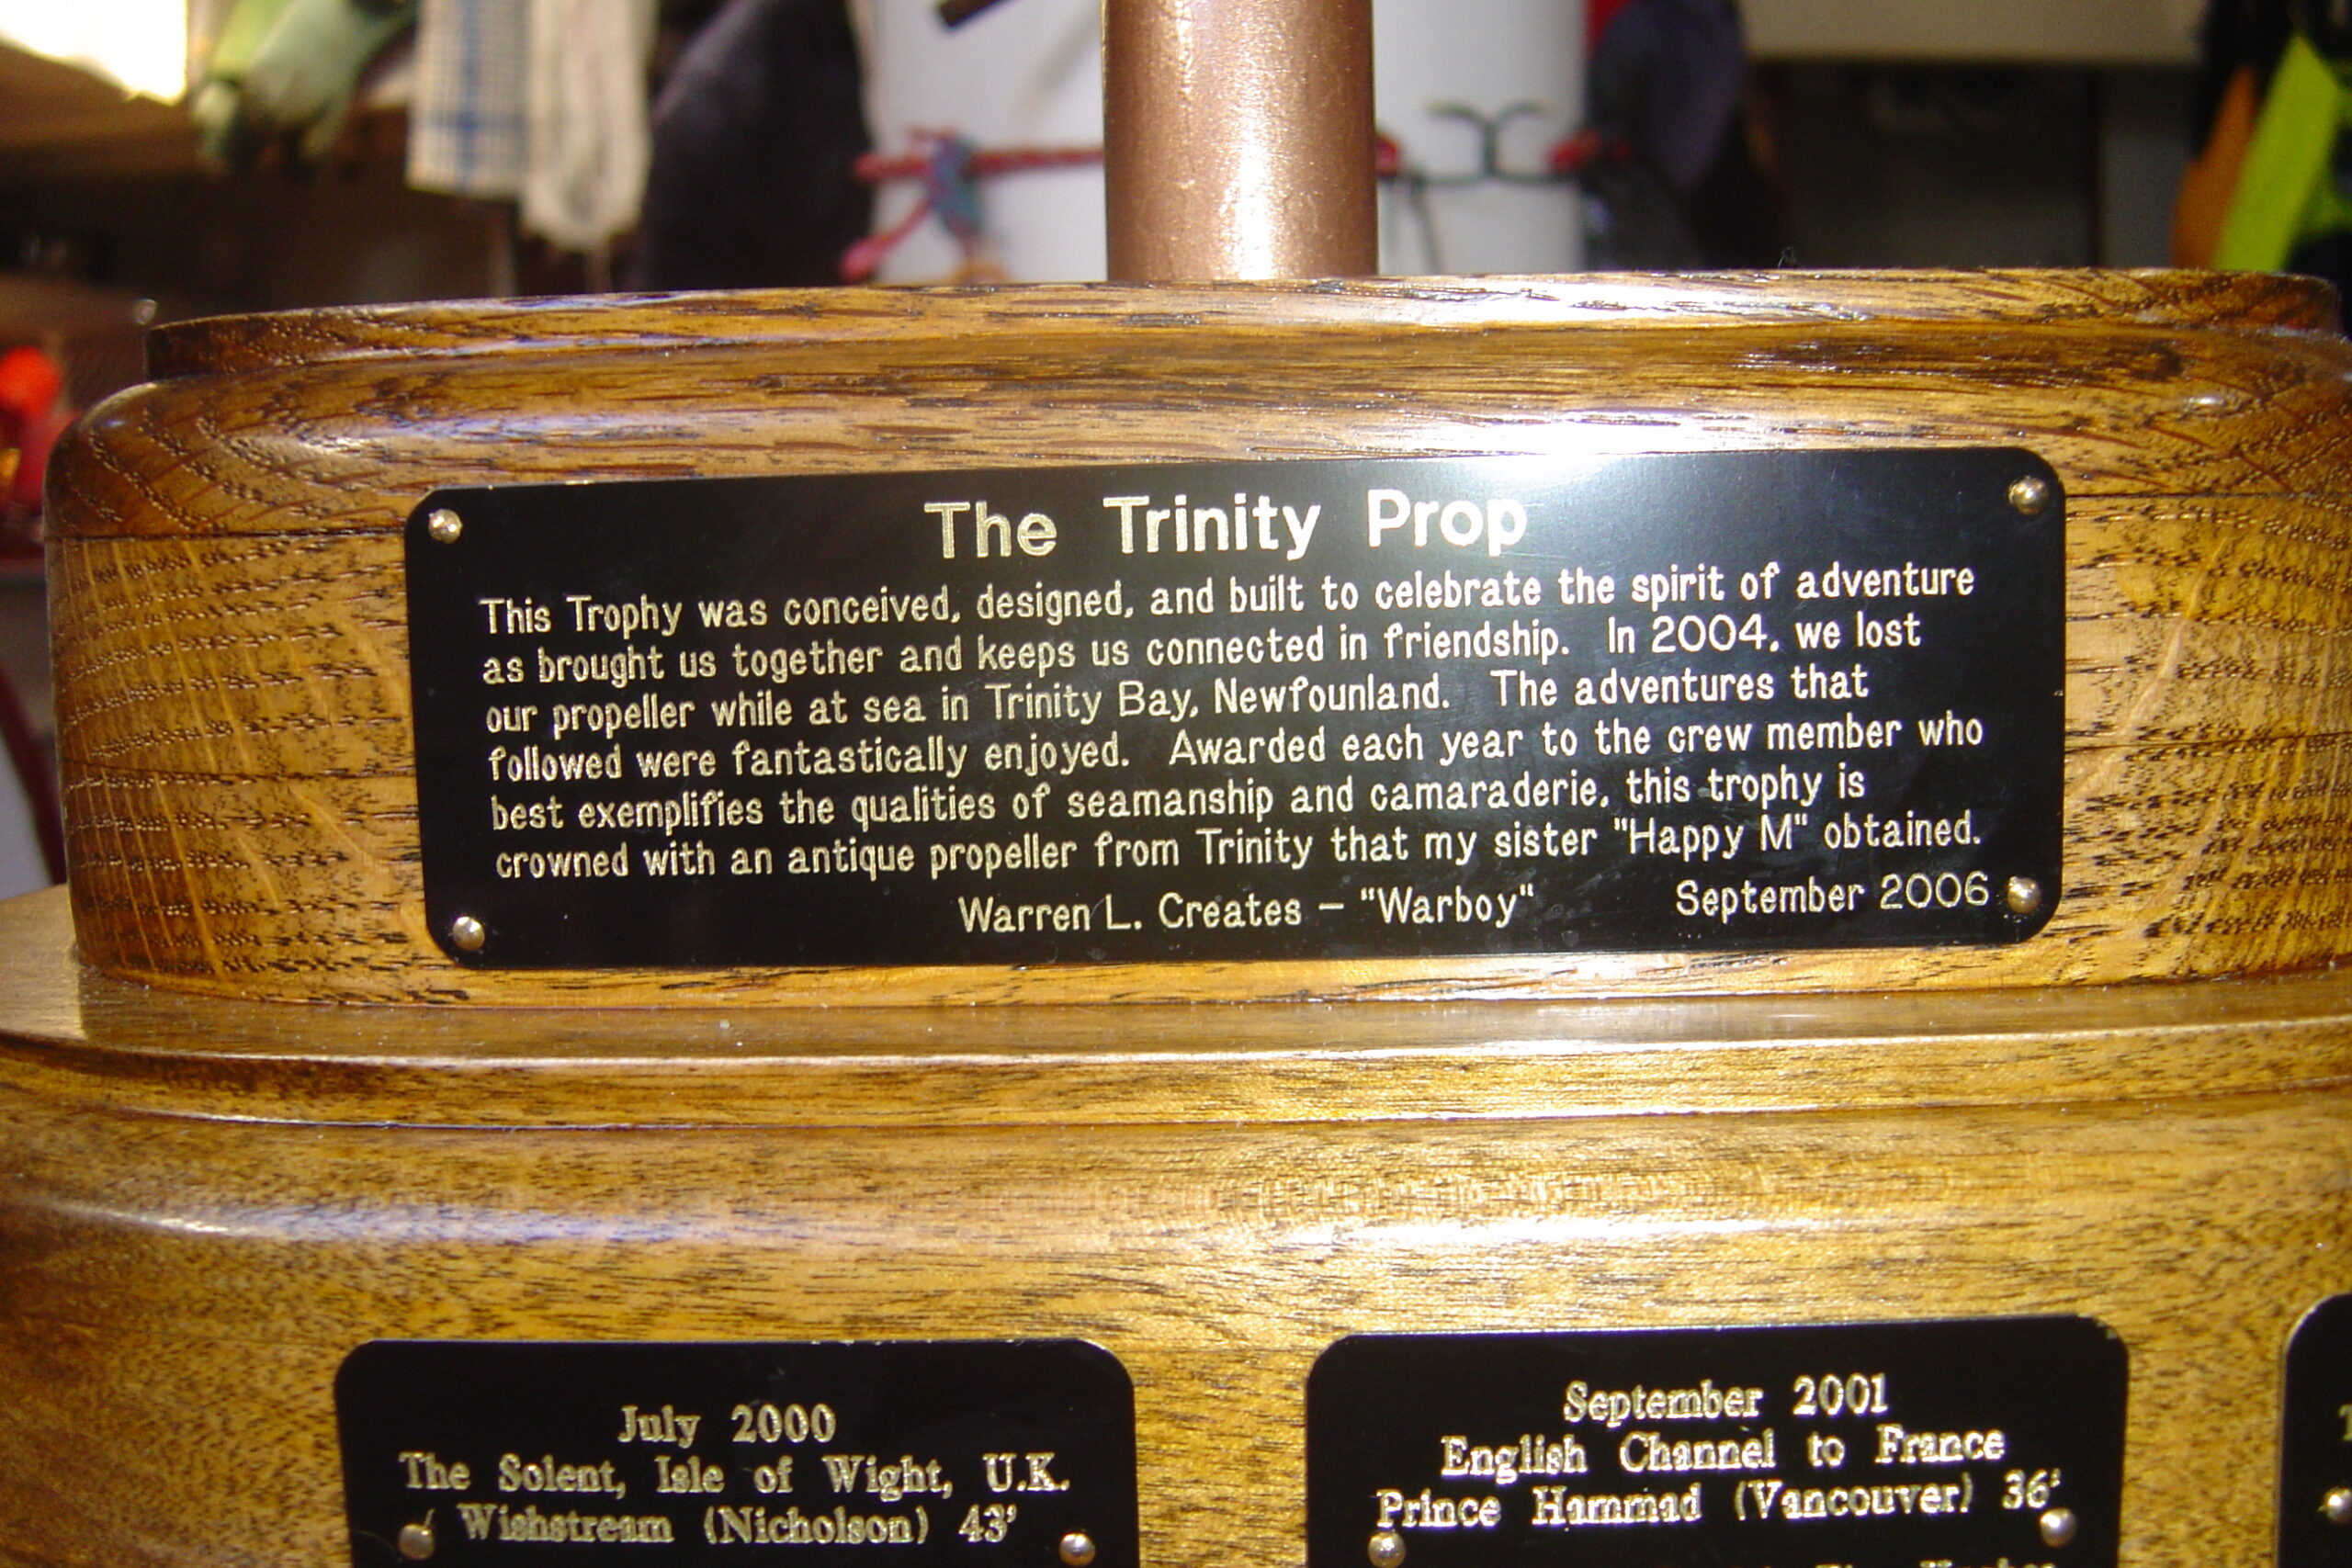 The Trinity Prop
This Trophy was conceived, designed, and built to celebrate the spirit of adventure
as brought us together and keeps us connected in friendship. In 2004, we lost
our propeller while at sea in Trinity Bay, Newfounland. The adventures that
followed were fantastically enjoyed. Awarded each year to the crew member who
best exemplifies the qualities of seamanship and camaraderie, this trophy is
crowned with an antique propeller from Trinity that my sister "Happy M" obtained.
Warren L. Creates - "Warboy" September 2006
July 2000
The Solent, Isle of Wight, U.K.
Wishstream (Nicholson) 43'
September 2001
English Channel to France
Prince Hammad (Vancouver) 36'